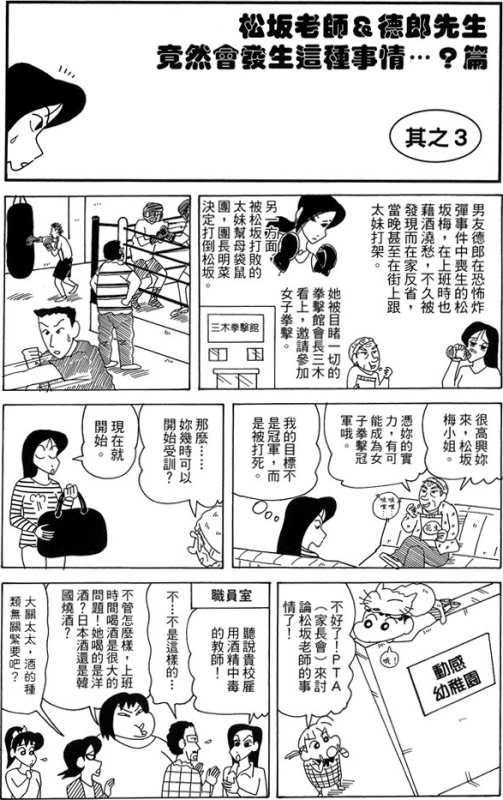 松坂老師&德郎先生
竟然會發生這種事情…?篇
其之3
男友德郎在恐怖炸
彈事件中喪生的松
坂梅,在上班時也
藉酒澆愁,不久被
發現而在家反省,
當晚甚至在街上跟
太妹打架。
她被目睹一切的
拳擊館會長三木
看上,邀請參加
女子拳擊。
三木拳擊館
另一方面,
被松坂打敗的
太妹幫母袋鼠
團,團長明菜
決定打倒松坂。
很高興妳
來,松坂
梅小姐。
憑妳的實
力,有可
能成為女
子拳擊冠
軍哦。
我的目標不
是冠軍,而
是被打死。
那麼……
妳幾時可以
開始受訓?
現在就
開始。
動感
幼稚園
哦!
不好了!PTA
(家長會)來討
論松坂老師的事
情了!
職員室
聽說貴校雇
用酒精中毒
的教師!
不…不是這樣的…
不管怎麼樣,上班
時間喝酒是很大的
問題!她喝的是洋
酒?日本酒還是韓
國燒酒?
大關太太,酒的種
類無關緊要吧?